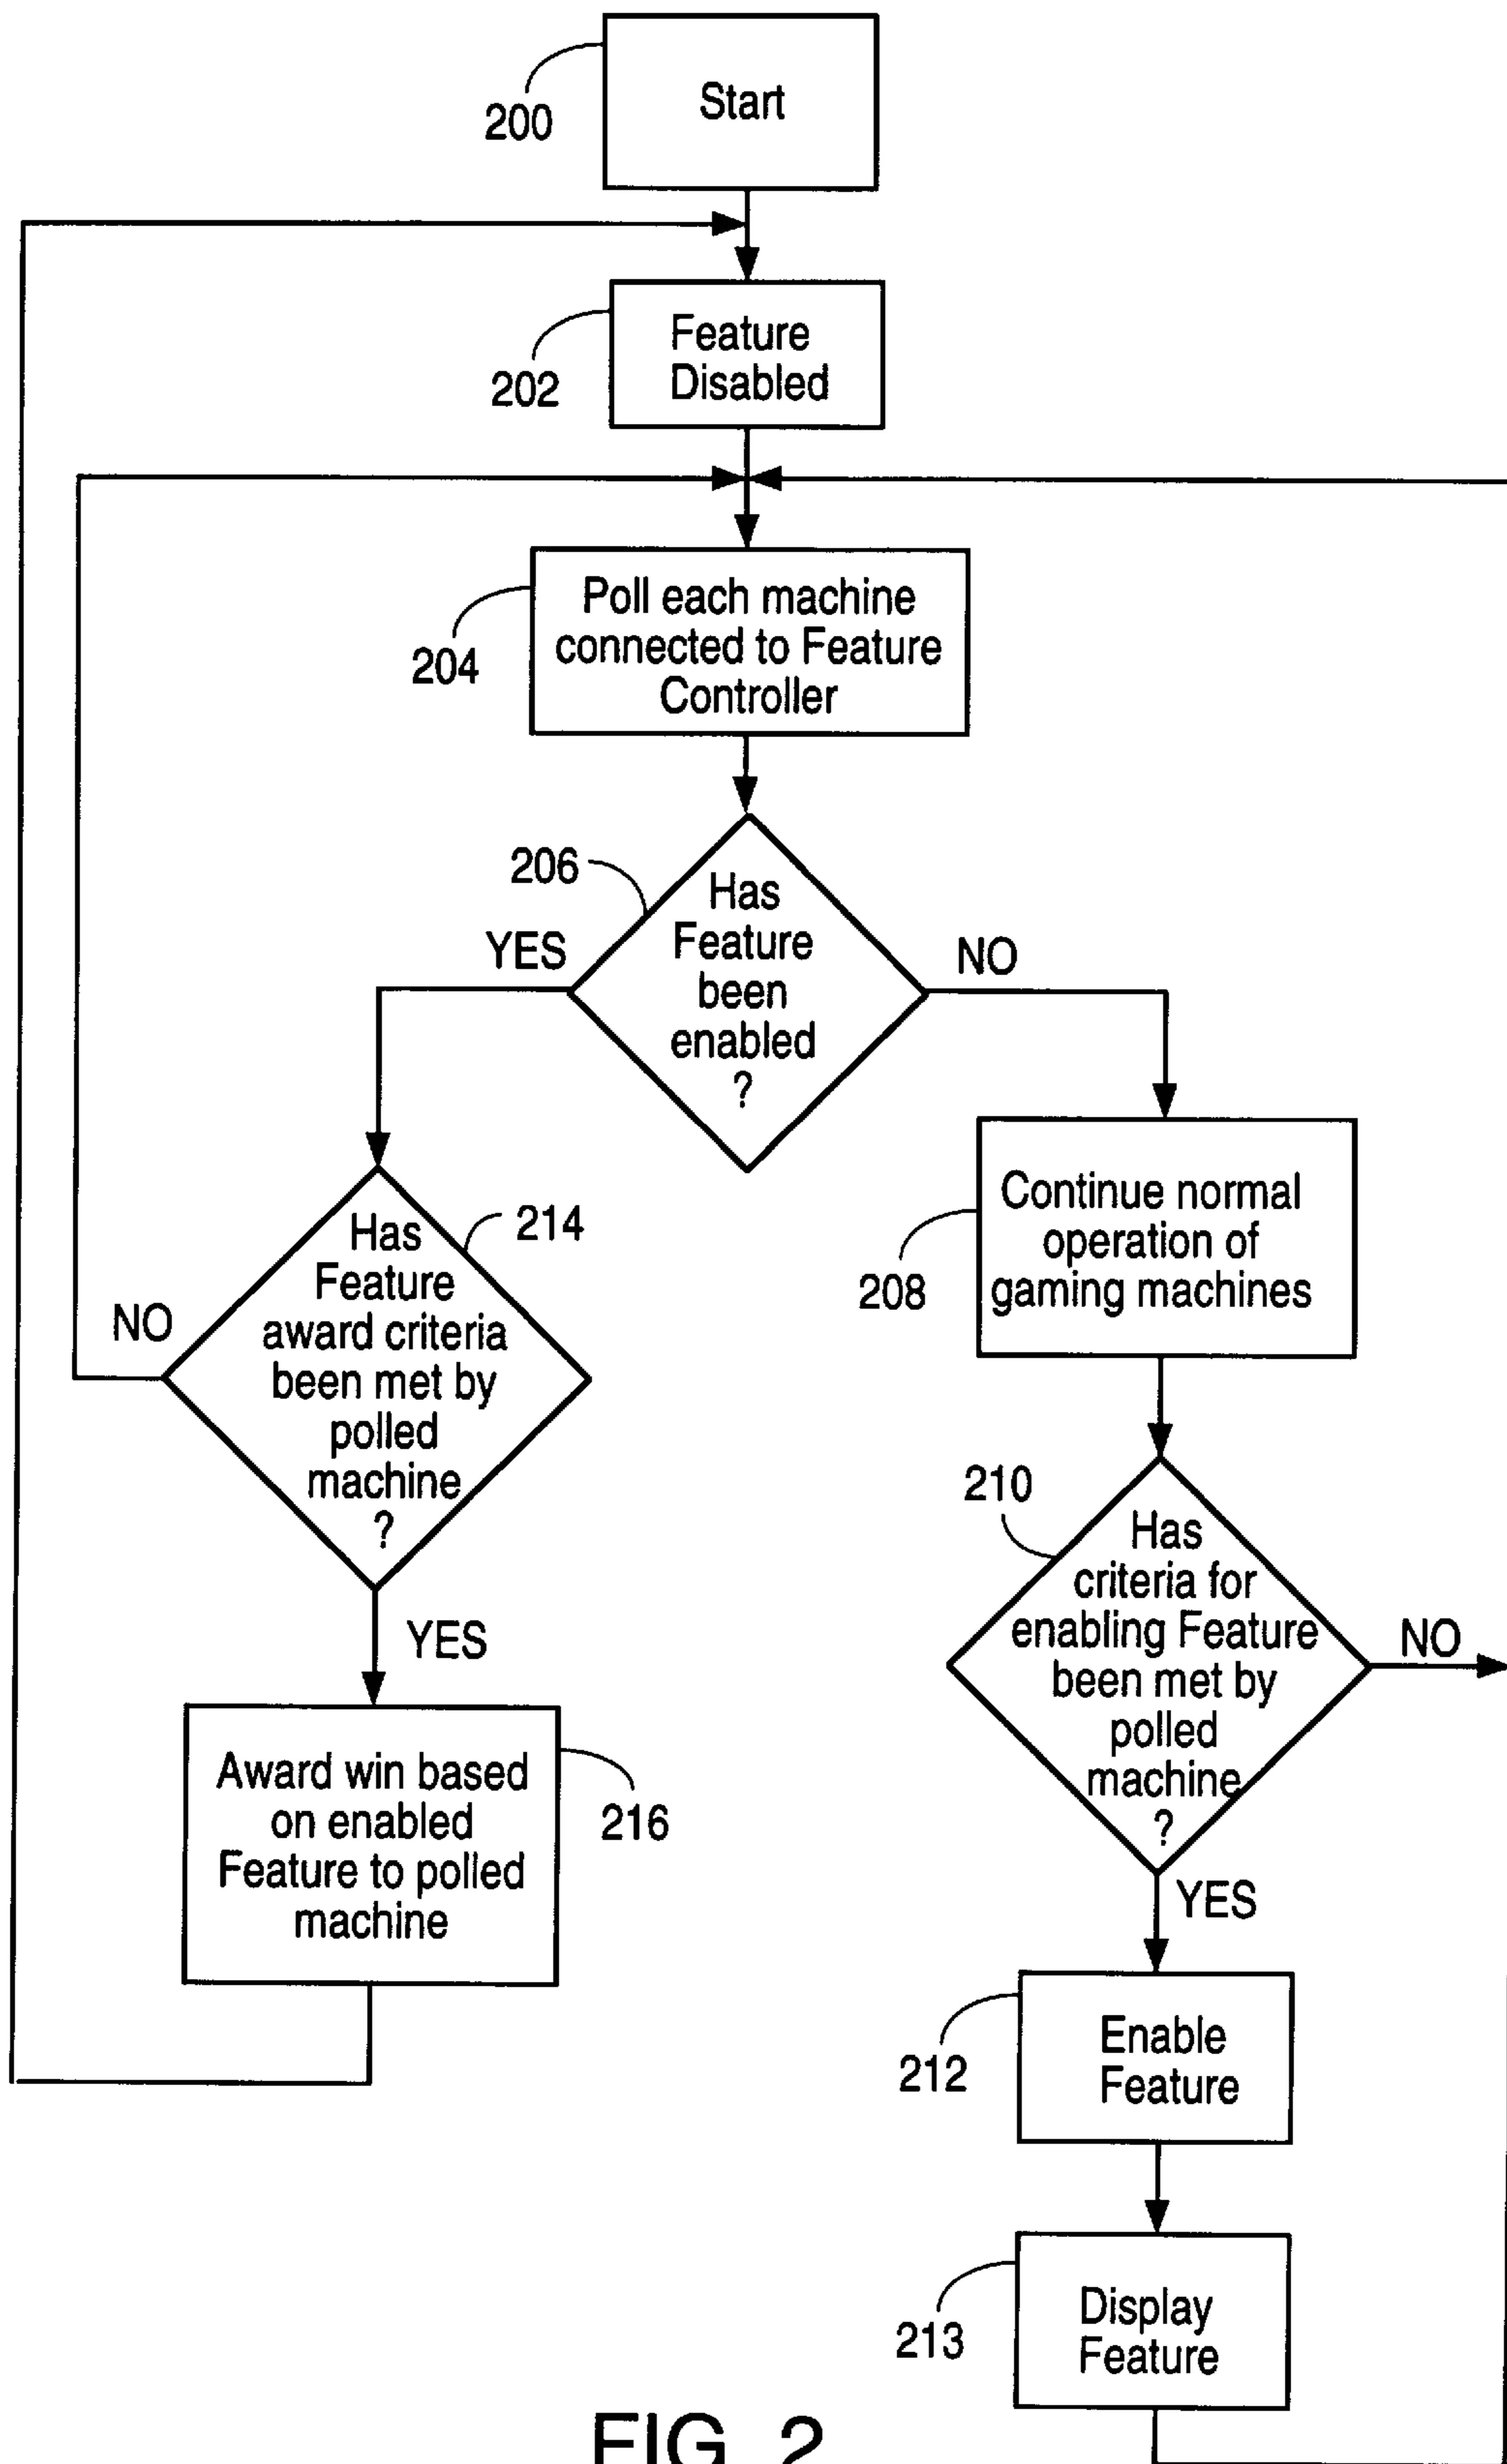 Start
200
Feature
Disabled
202
Poll each machine
connected to Feature
Controller
204
206
Has
Feature
been
enabled
?
YES
NO
Has
Feature
award criteria
been met by
polled
machine
?
214
NO
YES
Continue normal
operation of
gaming machines
208
210
Has
criteria for
enabling Feature
been met by
polled
machine
?
NO
YES
Award win based
on enabled
Feature to polled
machine
216
Enable
Feature
212
Display
Feature
213
FIG. 2